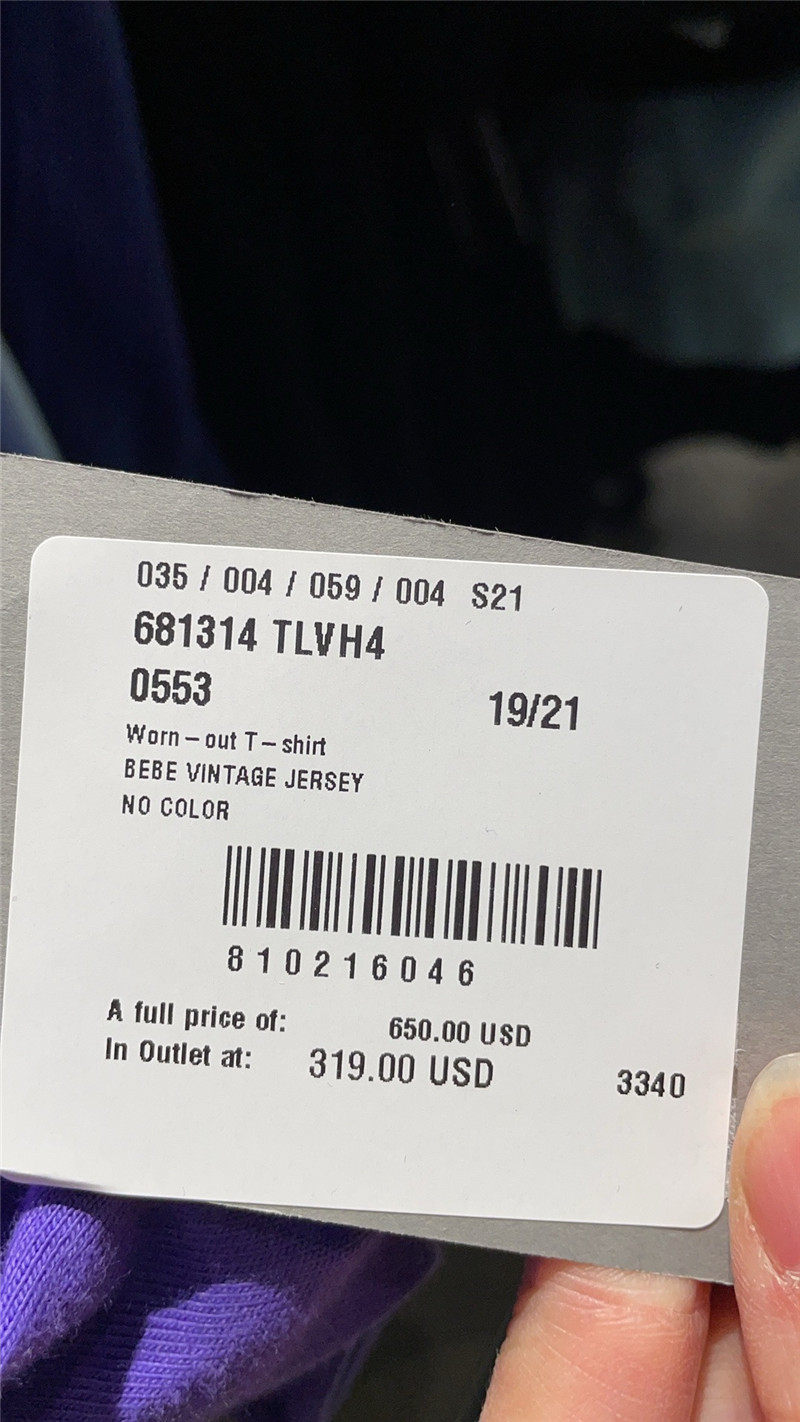 035 / 004 / 059 / 004 S21
681314 TLVH4
0553 19/21
Worn-out T-shirt
BEBE VINTAGE JERSEY
NO COLOR
810216046
A full price of: 650.00 USD
In Outlet at: 319.00 USD 3340